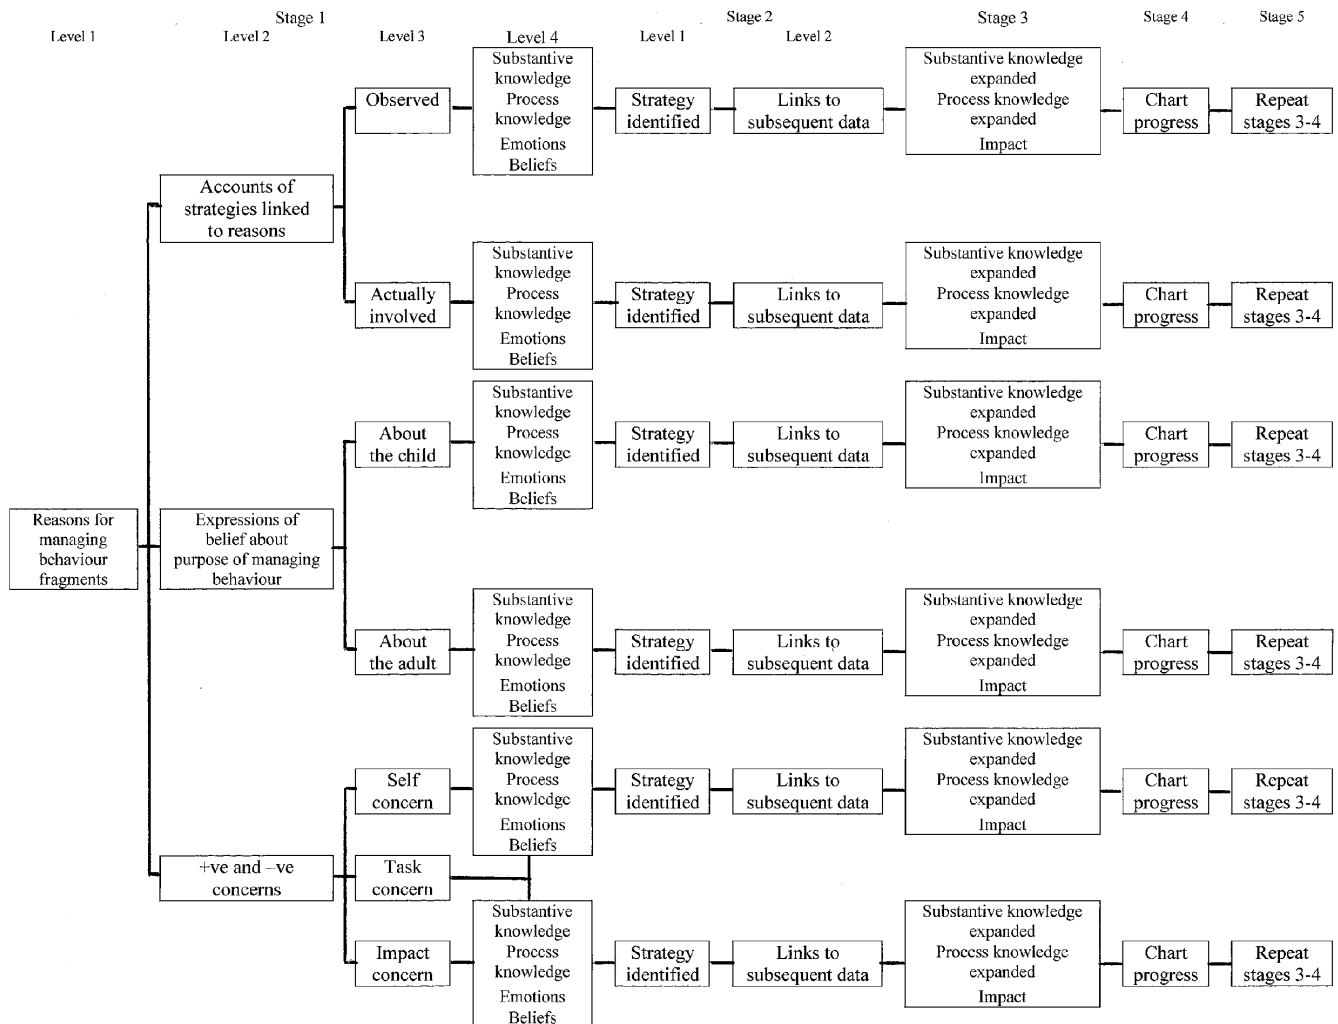 Stage 1
Stage 2
Stage 3
Stage 4
Stage 5
Level 1
Level 2
Level 3
Level 4
Level 1
Level 2
Observed
Substantive
knowledge
Process
knowledge
Emotions
Beliefs
Strategy
identified
Links to
subsequent data
Substantive knowledge
expanded
Process knowledge
expanded
Impact
Chart
progress
Repeat
stages 3-4
Accounts of
strategies linked
to reasons
Actually
involved
Substantive
knowledge
Process
knowledge
Emotions
Beliefs
Strategy
identified
Links to
subsequent data
Substantive knowledge
expanded
Process knowledge
expanded
Impact
Chart
progress
Repeat
stages 3-4
About
the child
Substantive
knowledge
Process
knowledge
Emotions
Beliefs
Strategy
identified
Links to
subsequent data
Substantive knowledge
expanded
Process knowledge
expanded
Impact
Chart
progress
Repeat
stages 3-4
Reasons for
managing
behaviour
fragments
Expressions of
belief about
purpose of managing
behaviour
About
the adult
Substantive
knowledge
Process
knowledge
Emotions
Beliefs
Strategy
identified
Links to
subsequent data
Substantive knowledge
expanded
Process knowledge
expanded
Impact
Chart
progress
Repeat
stages 3-4
Self
concern
Substantive
knowledge
Process
knowledge
Emotions
Beliefs
Strategy
identified
Links to
subsequent data
Substantive knowledge
expanded
Process knowledge
expanded
Impact
Chart
progress
Repeat
stages 3-4
+ve and –ve
concerns
Task
concern
Impact
concern
Substantive
knowledge
Process
knowledge
Emotions
Beliefs
Strategy
identified
Links to
subsequent data
Substantive knowledge
expanded
Process knowledge
expanded
Impact
Chart
progress
Repeat
stages 3-4